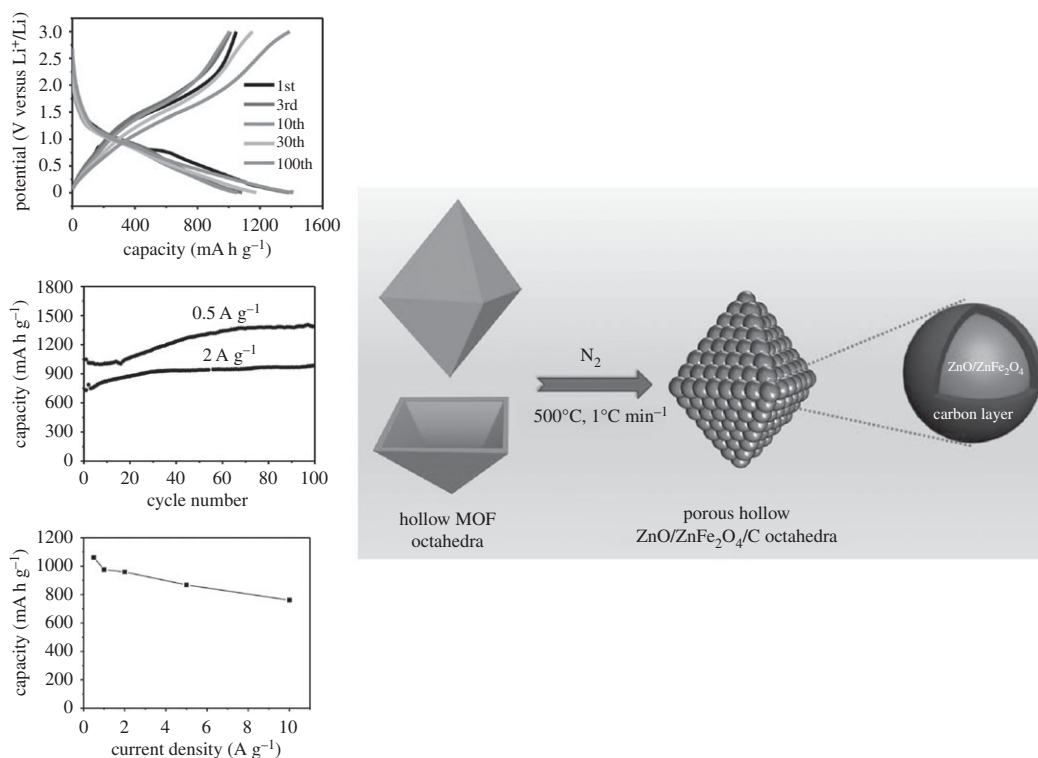 potential (V versus Li⁺/Li)
3.0
2.5
2.0
1.5
1.0
0.5
0
1st
3rd
10th
30th
100th
0 400 800 1200 1600
capacity (mA h g⁻¹)
capacity (mA h g⁻¹)
1800
1500
1200
900
600
300
0
0.5 A g⁻¹
2 A g⁻¹
0 20 40 60 80 100
cycle number
capacity (mA h g⁻¹)
1200
1000
800
600
400
200
0
0 2 4 6 8 10
current density (A g⁻¹)
hollow MOF
octahedra
N₂
500°C, 1°C min⁻¹
porous hollow
ZnO/ZnFe₂O₄/C octahedra
ZnO/ZnFe₂O₄
carbon layer